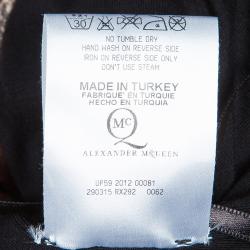 30
NO TUMBLE DRY
HAND WASH ON REVERSE SIDE
IRON ON REVERSE SIDE ONLY
DON'T USE STEAM
MADE IN TURKEY
FABRIQUE' EN TURQUIE
HECHO EN TURQUIA
McQ
ALEXANDER McQUEEN
UF59 2012 00081
290315 RX292 0062